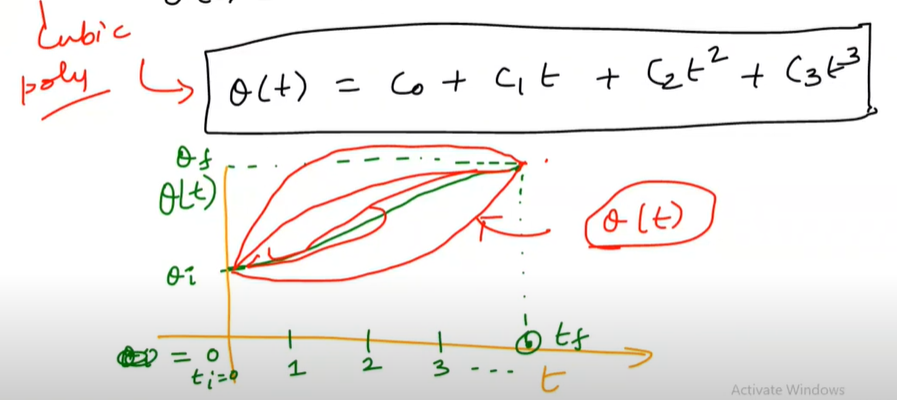 Cubic
poly
θ(t) = C₀ + C₁t + C₂t² + C₃t³
θf
θ(t)
θ(t)
θi
= 0
tf
ti=0
1 2 3 ....
t
Activate Windows